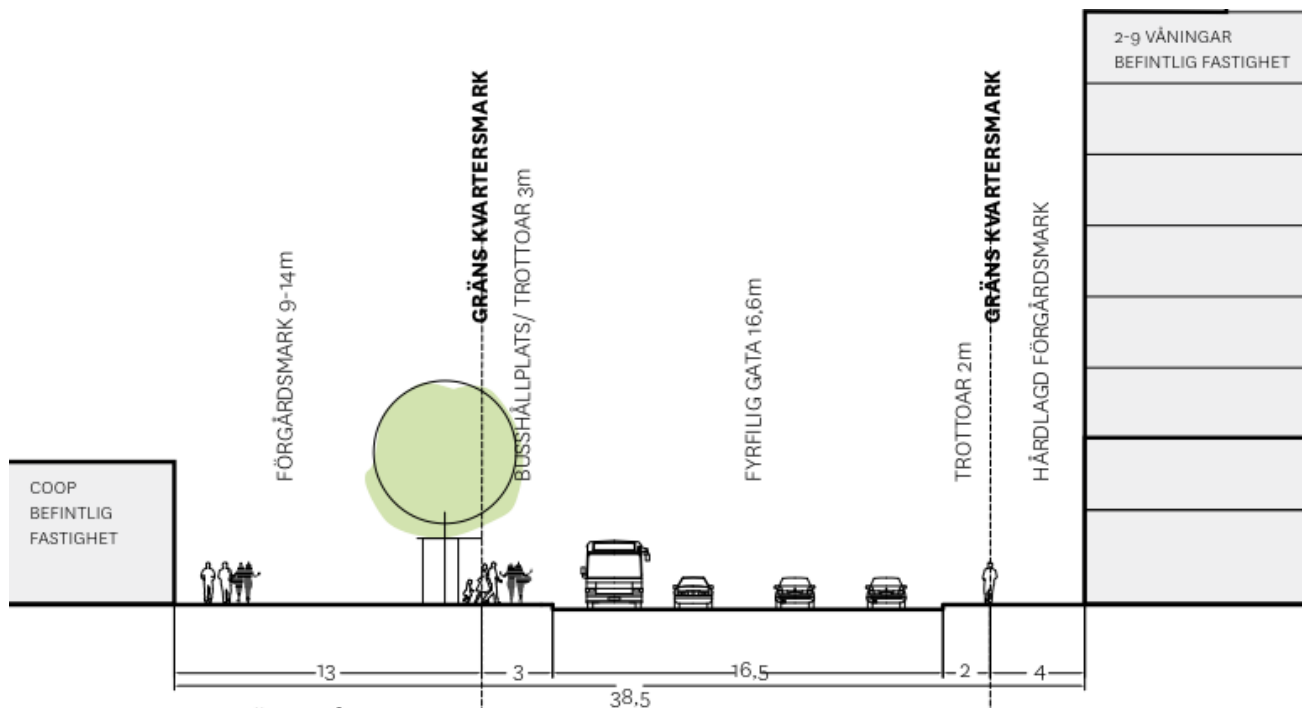 2-9 VÅNINGAR
BEFINTLIG FASTIGHET
GRÄNS KVARTERSMARK
GRÄNS KVARTERSMARK
FÖRGÅRDSMARK 9-14m
BUSSHÅLLPLATS/ TROTTOAR 3m
FYRFILIG GATA 16,6m
TROTTOAR 2m
HÅRDLAGD FÖRGÅRDSMARK
COOP
BEFINTLIG
FASTIGHET
13
3
16,5
2
4
38,5